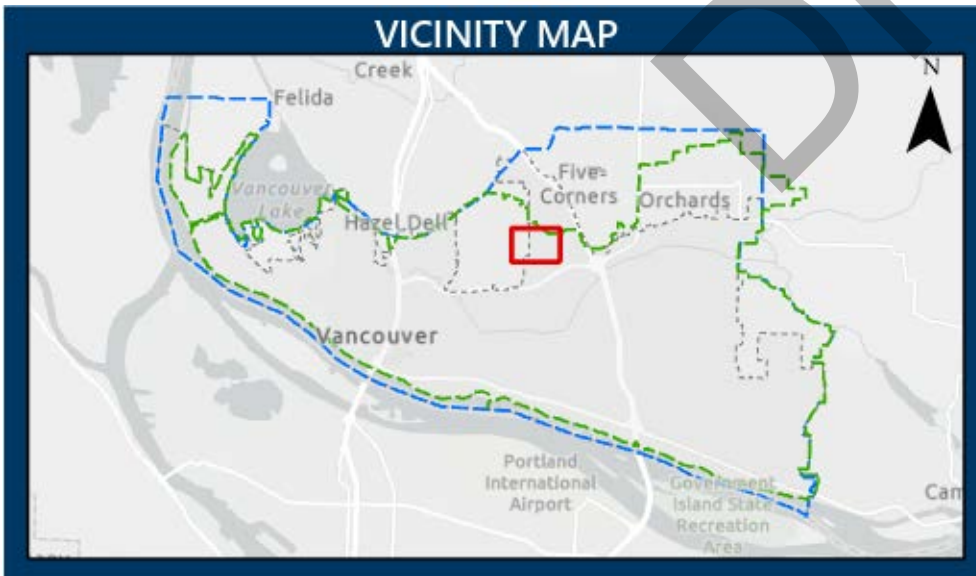 VICINITY MAP
Creek
Felida
N
Vancouver
Lake
Five
Corners
Orchards
Hazel Dell
Vancouver
Portland
International
Airport
Government
Island State
Recreation
Area
Cam